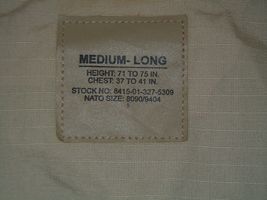 MEDIUM- LONG
HEIGHT: 71 TO 75 IN.
CHEST: 37 TO 41 IN.
STOCK NO: 8415-01-327-5309
NATO SIZE: 8090/9404
1